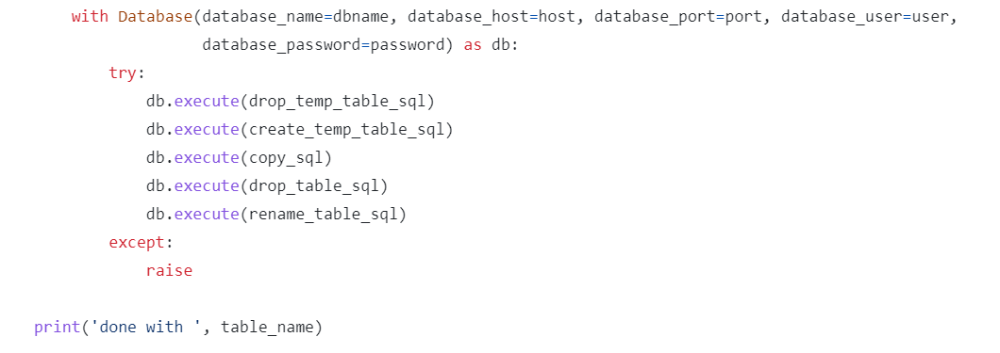 with Database(database_name=dbname, database_host=host, database_port=port, database_user=user,
database_password=password) as db:
try:
db.execute(drop_temp_table_sql)
db.execute(create_temp_table_sql)
db.execute(copy_sql)
db.execute(drop_table_sql)
db.execute(rename_table_sql)
except:
raise
print('done with ', table_name)